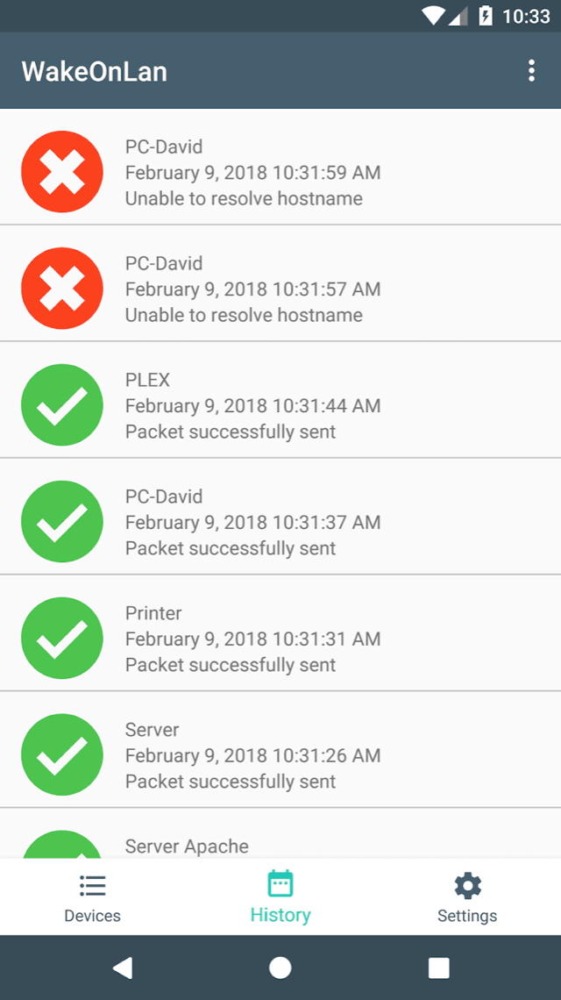 10:33
WakeOnLan
PC-David
February 9, 2018 10:31:59 AM
Unable to resolve hostname
PC-David
February 9, 2018 10:31:57 AM
Unable to resolve hostname
PLEX
February 9, 2018 10:31:44 AM
Packet successfully sent
PC-David
February 9, 2018 10:31:37 AM
Packet successfully sent
Printer
February 9, 2018 10:31:31 AM
Packet successfully sent
Server
February 9, 2018 10:31:26 AM
Packet successfully sent
Server Apache
Devices
History
Settings